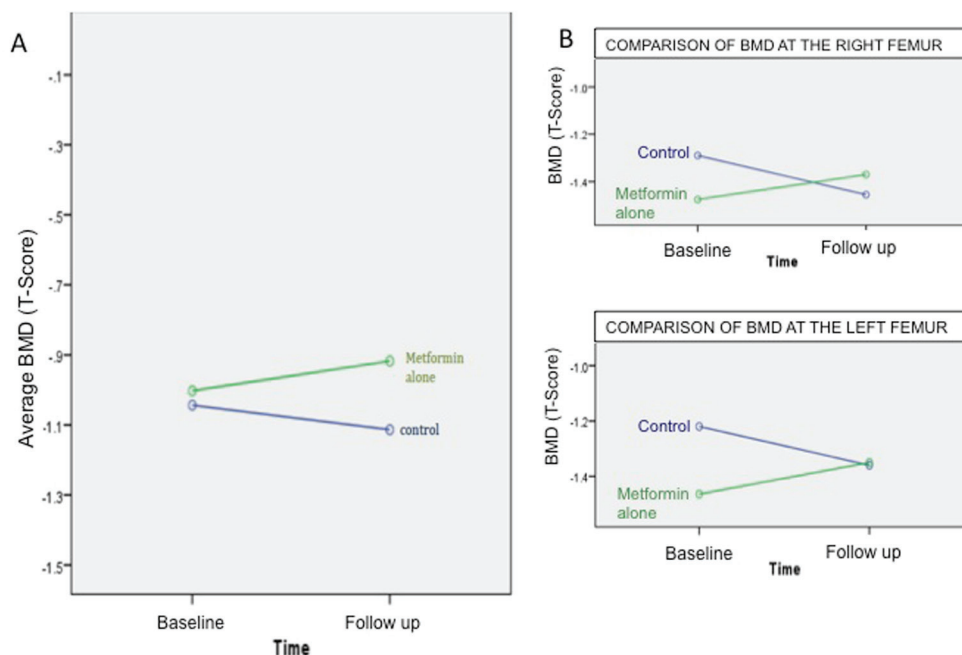 A
Average BMD (T-Score)
-.1
-.3
-.5
-.7
-.9
-1.1
-1.3
-1.5
Metformin
alone
control
Baseline
Follow up
Time
B
COMPARISON OF BMD AT THE RIGHT FEMUR
BMD (T-Score)
-1.0
-1.2
-1.4
Control
Metformin
alone
Baseline
Follow up
Time
COMPARISON OF BMD AT THE LEFT FEMUR
BMD (T-Score)
-1.0
-1.2
-1.4
Control
Metformin
alone
Baseline
Follow up
Time